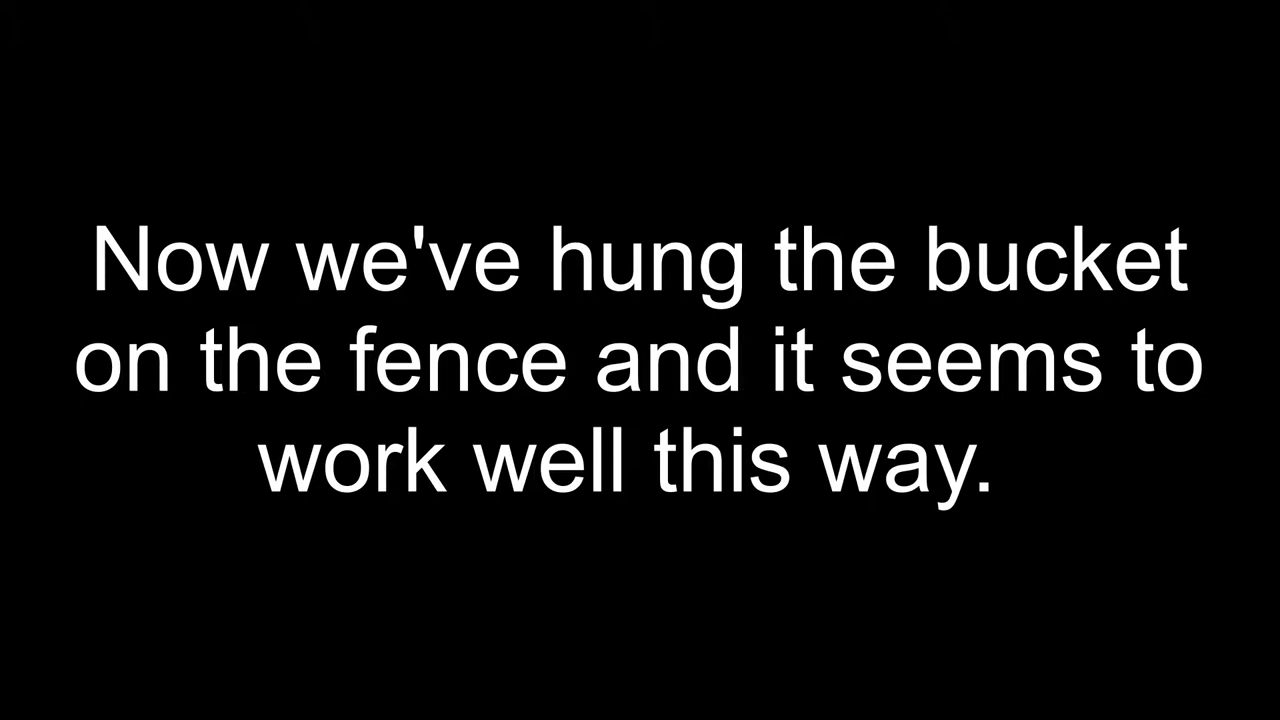 Now we've hung the bucket
on the fence and it seems to
work well this way.